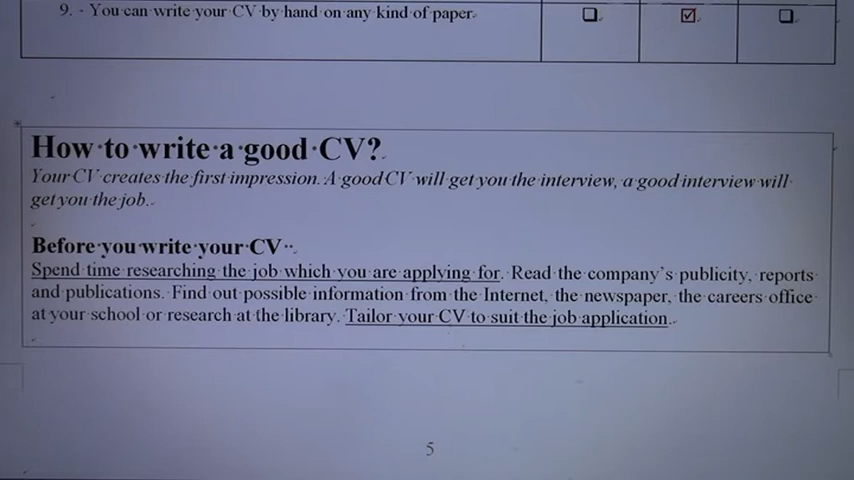 9. - You can write your CV by hand on any kind of paper.
How to write a good CV?
Your CV creates the first impression. A good CV will get you the interview, a good interview will
get you the job.
Before you write your CV
Spend time researching the job which you are applying for. Read the company's publicity, reports
and publications. Find out possible information from the Internet, the newspaper, the careers office
at your school or research at the library. Tailor your CV to suit the job application.
5